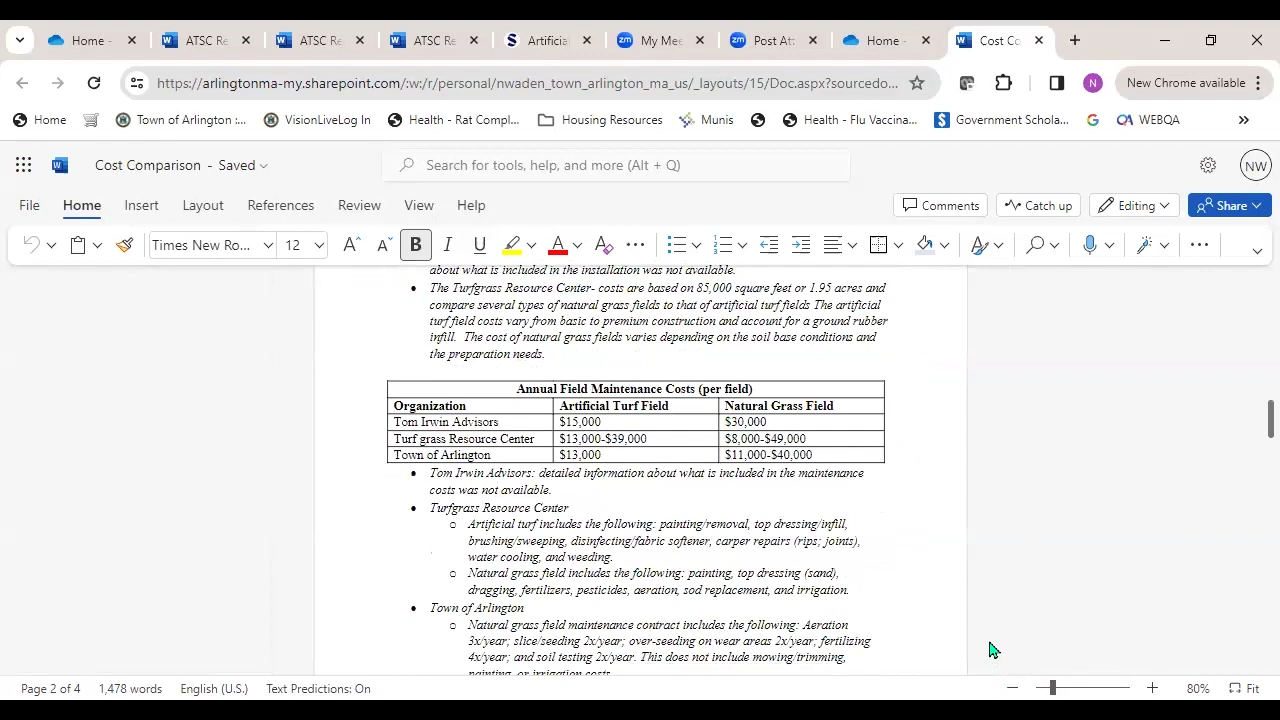 Home -
ATSC Re
ATSC Re
ATSC Re
Artificial
My Mee
Post Att
Home -
Cost Co
https://arlingtonma-my.sharepoint.com/:w:/r/personal/nwaden_town_arlington_ma_us/_layouts/15/Doc.aspx?sourcedo...
N
New Chrome available
Home
Town of Arlington :...
VisionLiveLog In
Health - Rat Compl...
Housing Resources
Munis
Health - Flu Vaccina...
Government Schola...
WEBQA
Cost Comparison - Saved
Search for tools, help, and more (Alt + Q)
NW
File Home Insert Layout References Review View Help
Comments Catch up Editing Share
Times New Ro... 12
about what is included in the installation was not available.
• The Turfgrass Resource Center- costs are based on 85,000 square feet or 1.95 acres and
compare several types of natural grass fields to that of artificial turf fields The artificial
turf field costs vary from basic to premium construction and account for a ground rubber
infill. The cost of natural grass fields varies depending on the soil base conditions and
the preparation needs.
Annual Field Maintenance Costs (per field)
Organization Artificial Turf Field Natural Grass Field
Tom Irwin Advisors $15,000 $30,000
Turf grass Resource Center $13,000-$39,000 $8,000-$49,000
Town of Arlington $13,000 $11,000-$40,000
• Tom Irwin Advisors: detailed information about what is included in the maintenance
costs was not available.
• Turfgrass Resource Center
o Artificial turf includes the following: painting/removal, top dressing/infill,
brushing/sweeping, disinfecting/fabric softener, carper repairs (rips; joints),
water cooling, and weeding.
o Natural grass field includes the following: painting, top dressing (sand),
dragging, fertilizers, pesticides, aeration, sod replacement, and irrigation.
• Town of Arlington
o Natural grass field maintenance contract includes the following: Aeration
3x/year; slice/seeding 2x/year; over-seeding on wear areas 2x/year; fertilizing
4x/year; and soil testing 2x/year. This does not include mowing/trimming,
painting, or irrigation costs.
Page 2 of 4 1,478 words English (U.S.) Text Predictions: On
80% Fit